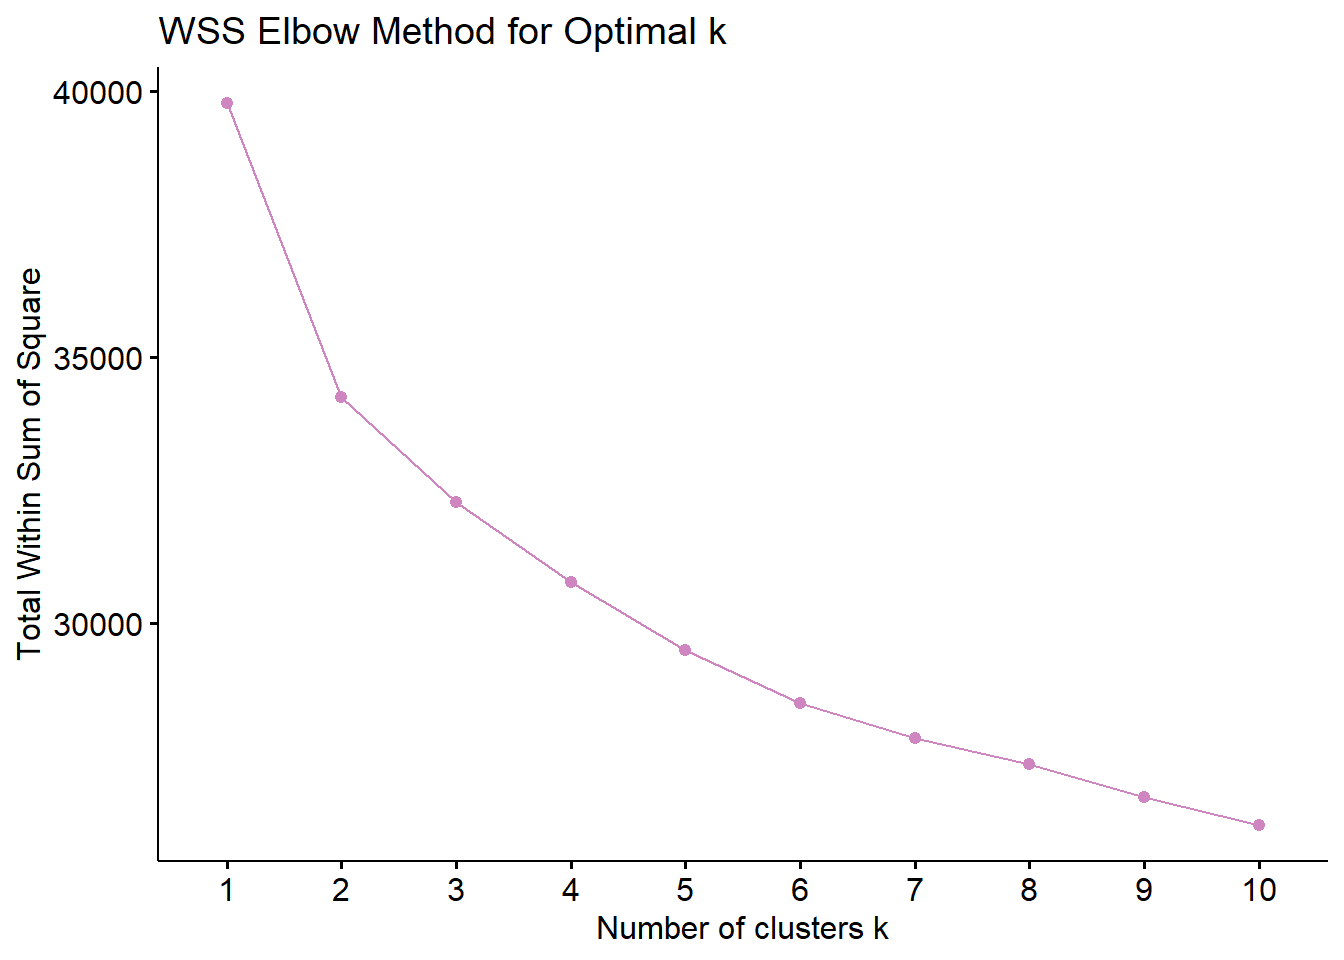 WSS Elbow Method for Optimal k
Total Within Sum of Square
40000
35000
30000
1 2 3 4 5 6 7 8 9 10
Number of clusters k